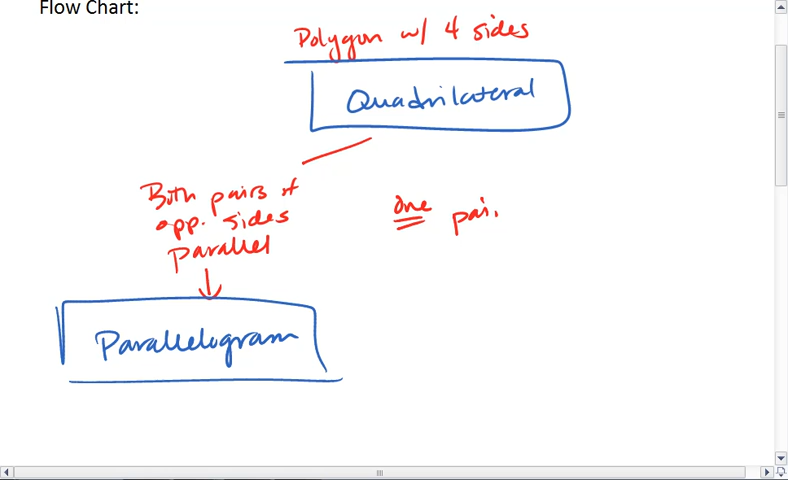 Flow Chart:
Polygon w/ 4 sides
Quadrilateral
Both pairs of
opp. sides
Parallel
one pai.
Parallelogram